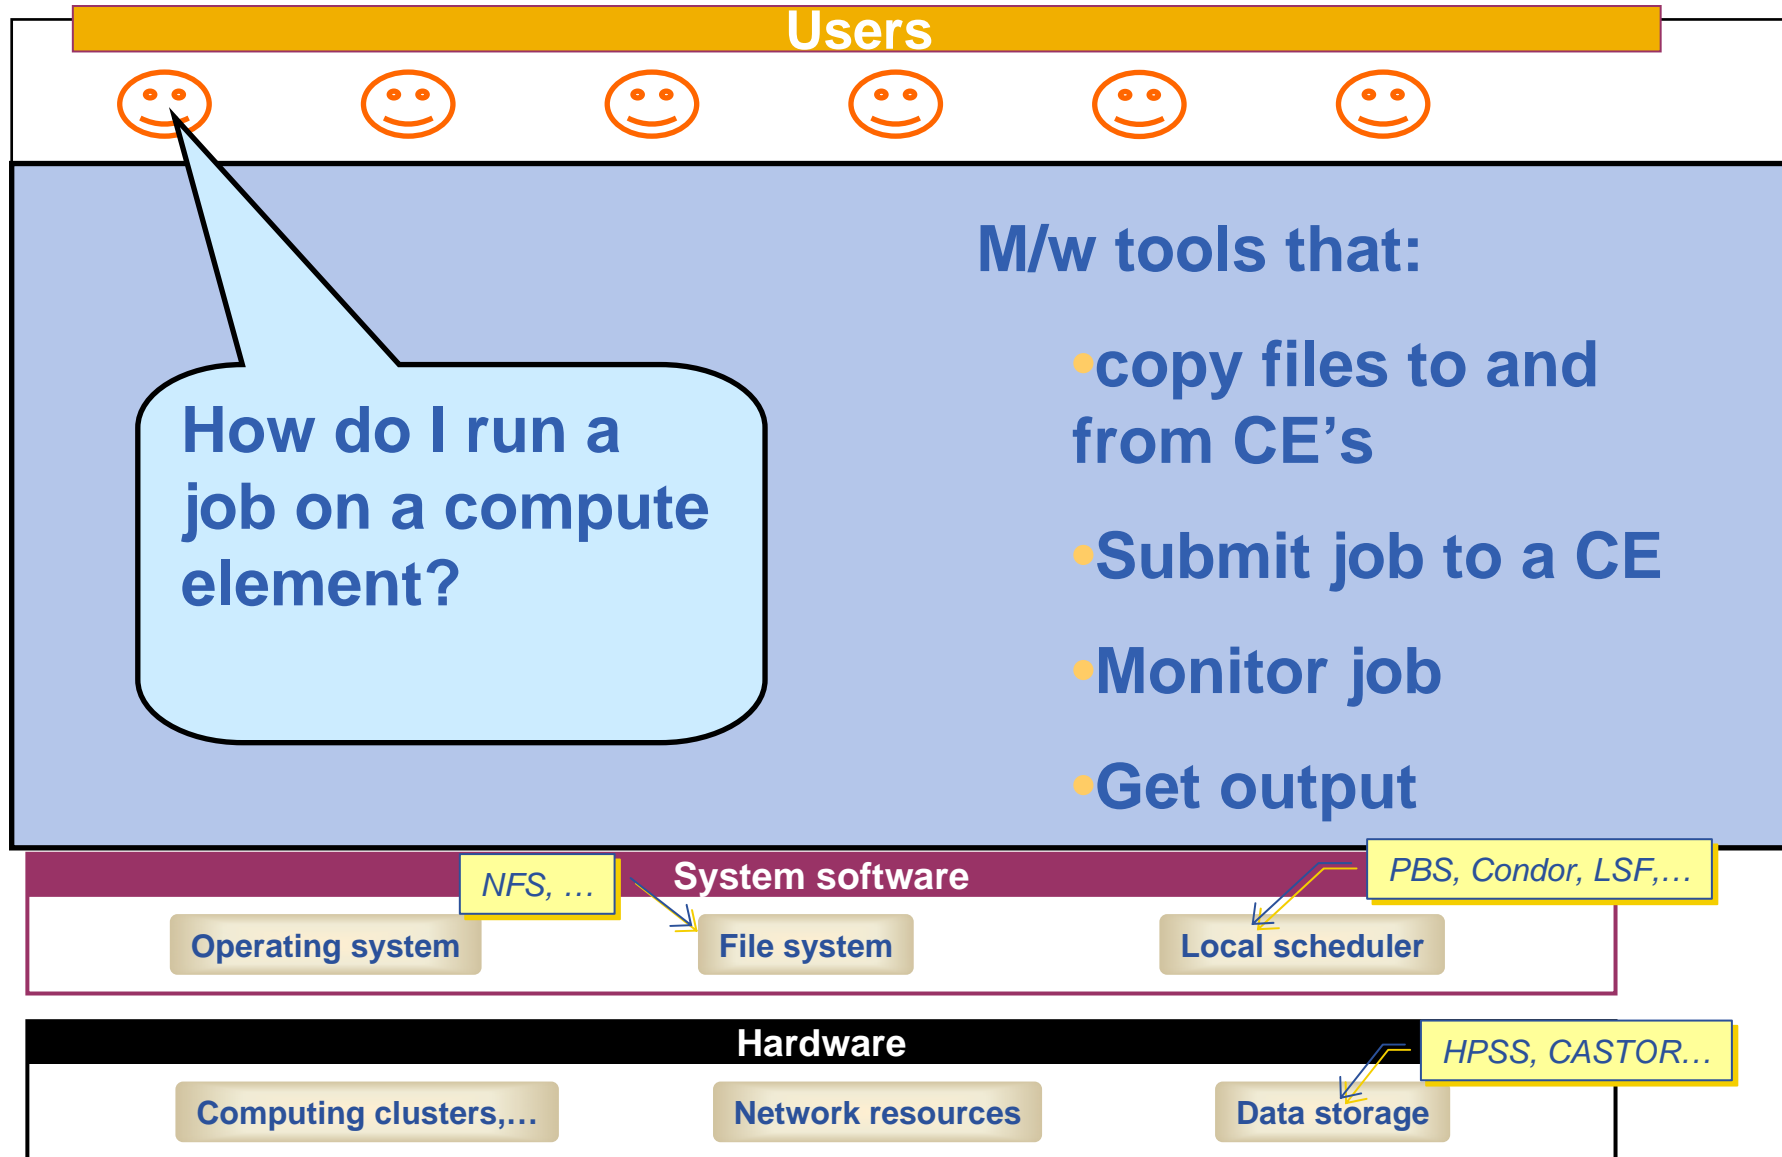 Users
How do I run a
job on a compute
element?
M/w tools that:
•copy files to and
from CE’s
•Submit job to a CE
•Monitor job
•Get output
System software
NFS, …
PBS, Condor, LSF,…
Operating system
File system
Local scheduler
Hardware
HPSS, CASTOR…
Computing clusters,…
Network resources
Data storage